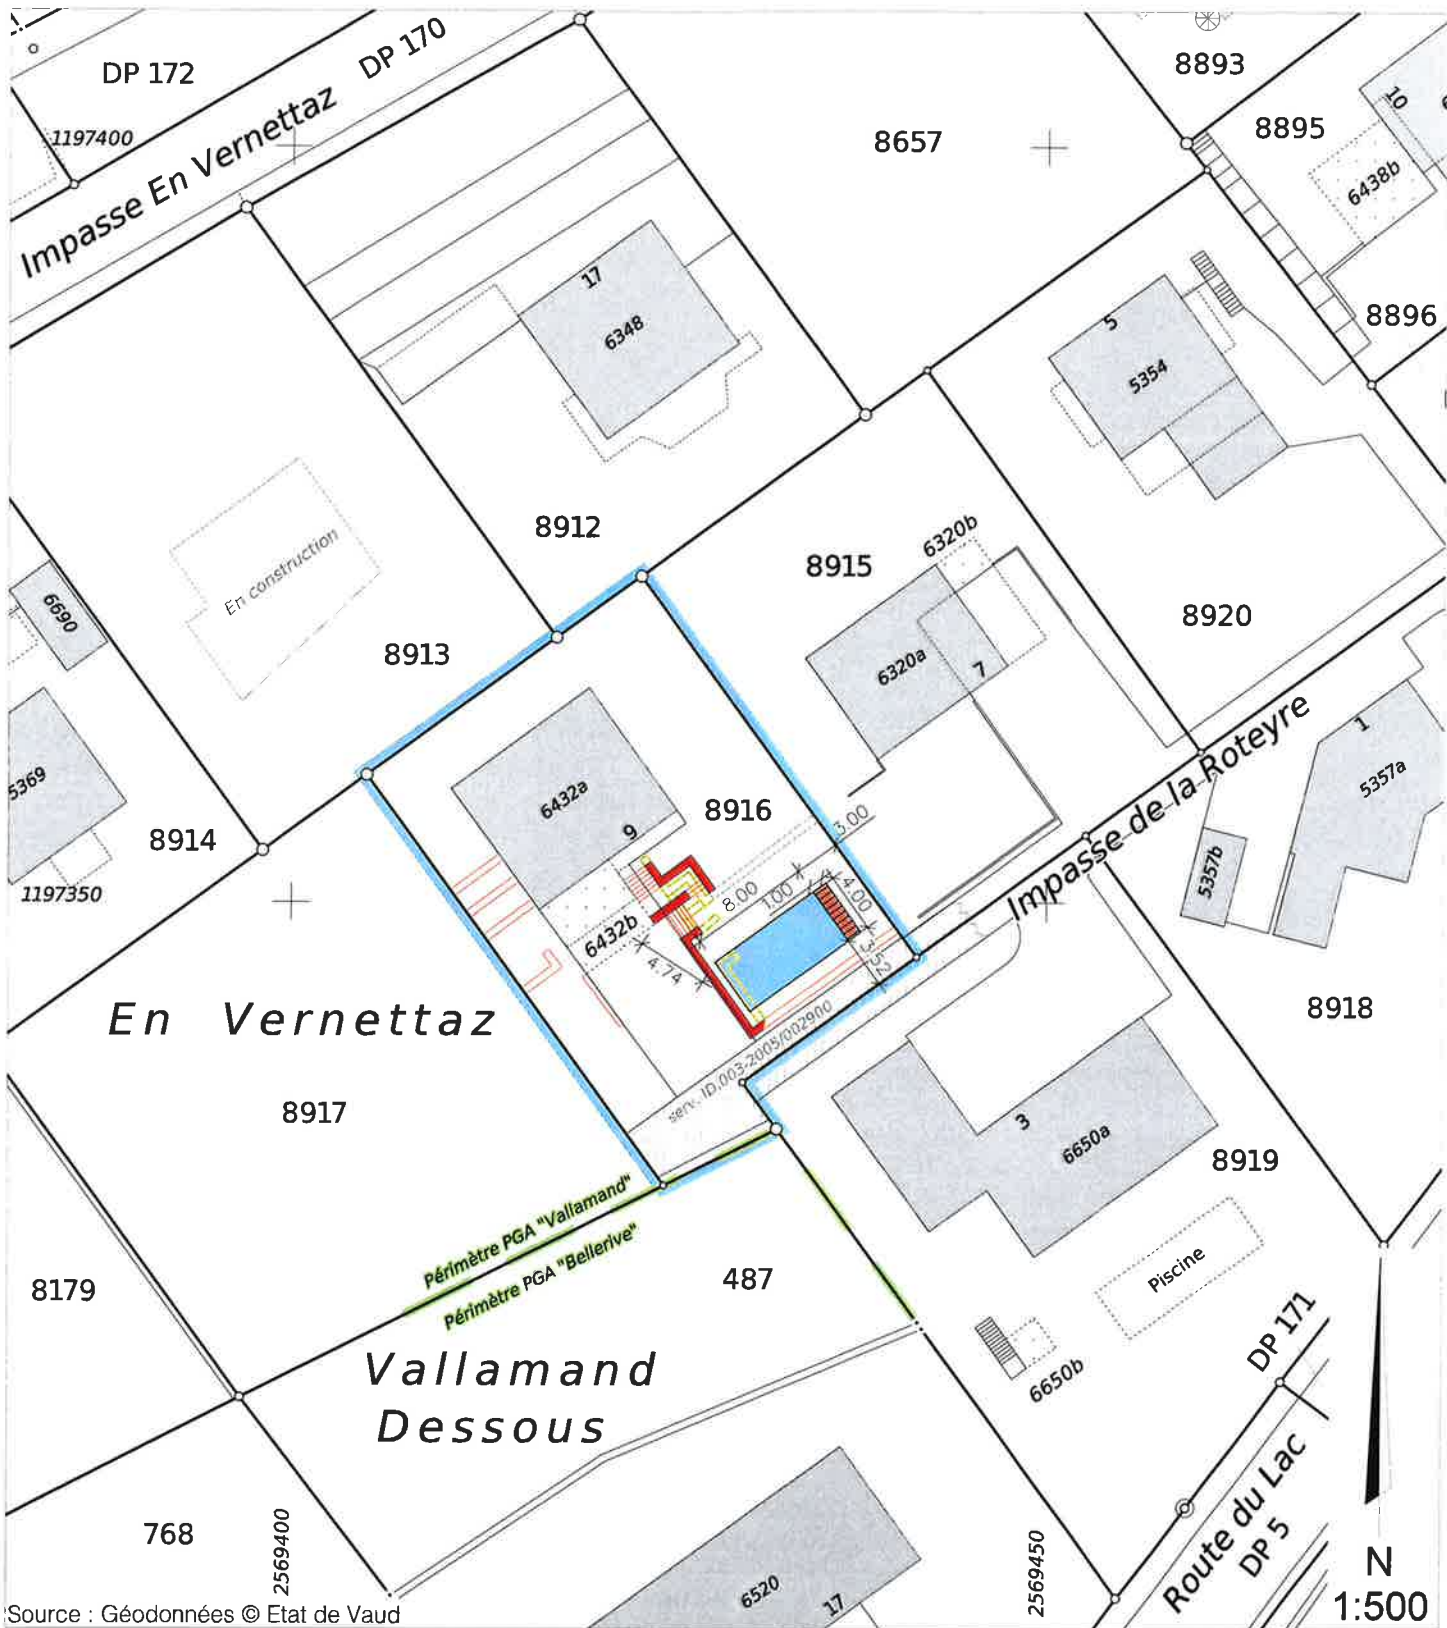 DP 172
DP 170
8893
1197400
Impasse En Vernettaz
8657
8895
10
6438b
17
6348
8896
5
5354
8912
6320b
En construction
8915
6690
8920
8913
6320a
7
Impasse de la Roteyre
1
5357a
5369
6432a
8916
9
8914
3.00
5357b
1197350
8.00
1.00
4.00
6432b
4.74
3.52
En Vernettaz
serv. ID.003-2005/002900
8918
8917
3
6650a
8919
Périmètre PGA "Vallamand"
Périmètre PGA "Bellerive"
8179
487
Piscine
DP 171
Vallamand
Dessous
6650b
768
2569400
2569450
Route du Lac
DP 5
6520
17
N
1:500
Source : Géodonnées © Etat de Vaud